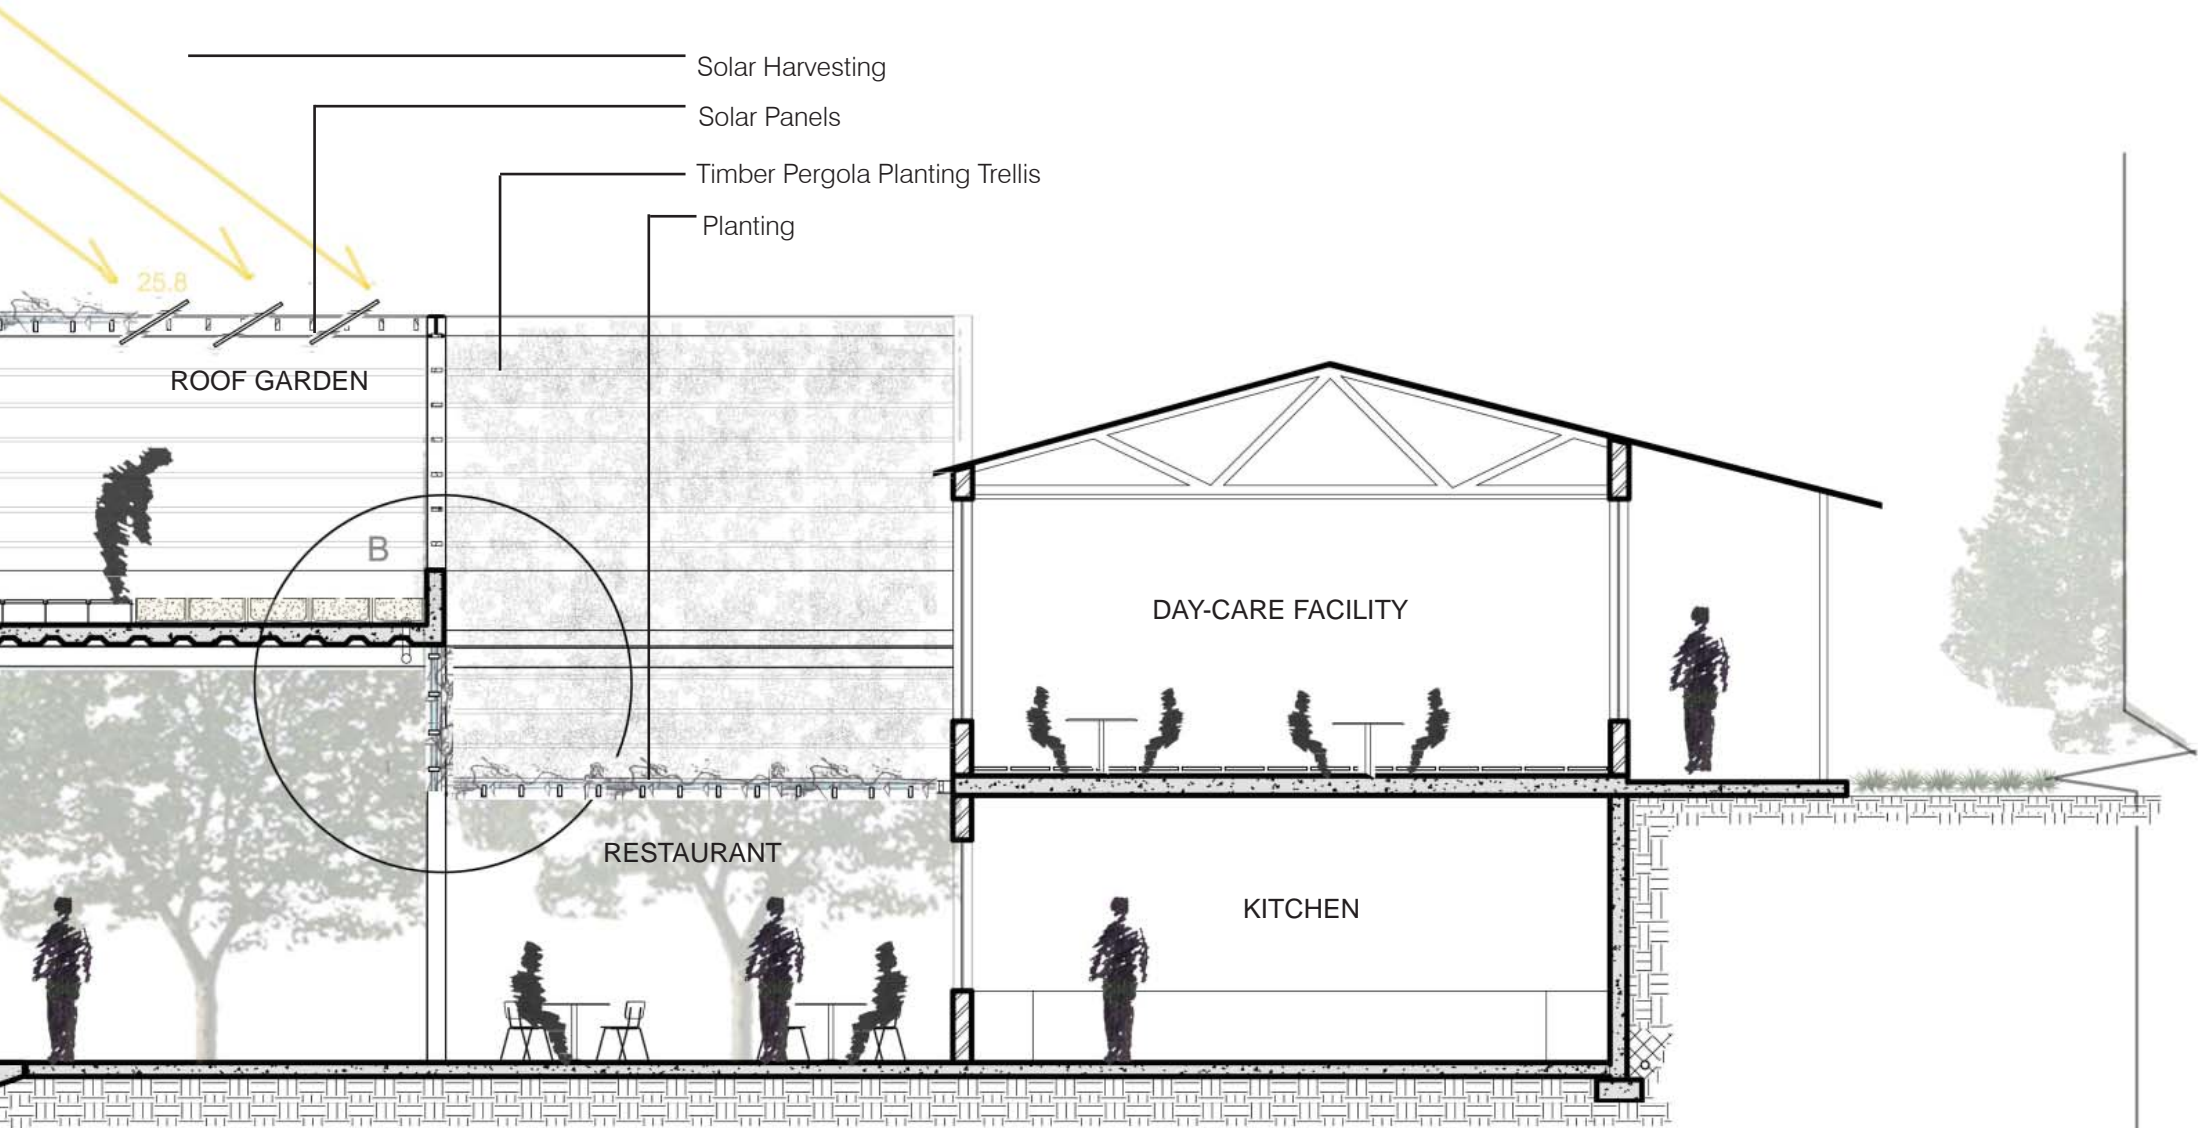 Solar Harvesting
Solar Panels
Timber Pergola Planting Trellis
Planting
25.8
ROOF GARDEN
B
DAY-CARE FACILITY
RESTAURANT
KITCHEN